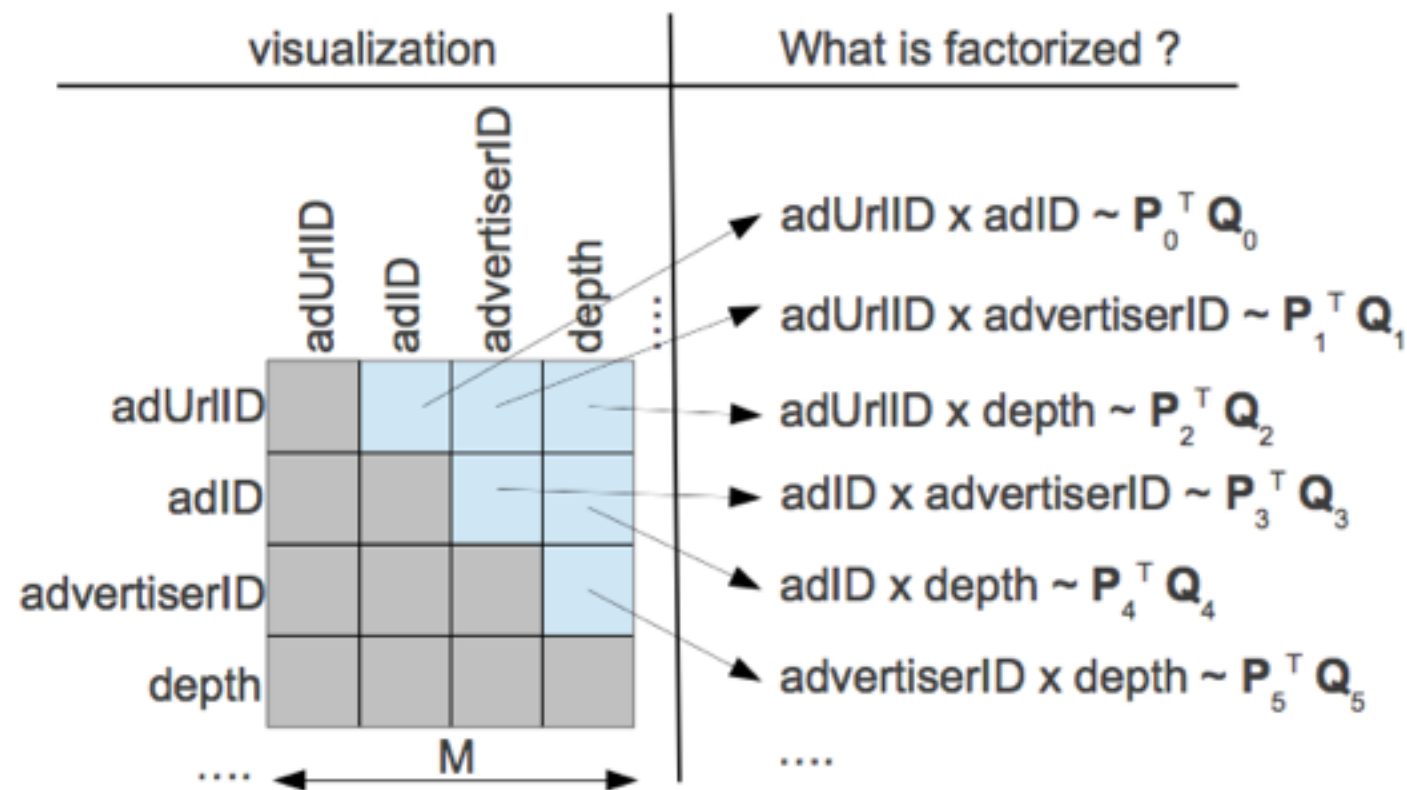 visualization
What is factorized ?
adUrlID
adID
advertiserID
depth
....
adUrlID
adID
advertiserID
depth
....
M
adUrlID x adID ~ P₀ᵀ Q₀
adUrlID x advertiserID ~ P₁ᵀ Q₁
adUrlID x depth ~ P₂ᵀ Q₂
adID x advertiserID ~ P₃ᵀ Q₃
adID x depth ~ P₄ᵀ Q₄
advertiserID x depth ~ P₅ᵀ Q₅
....